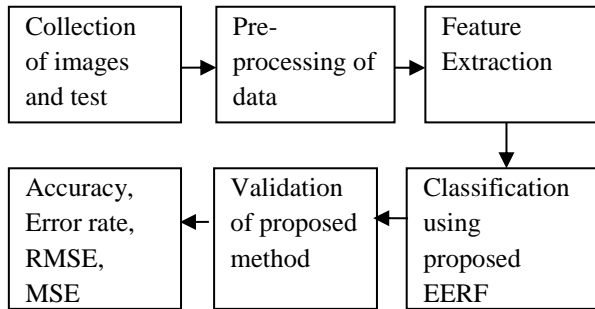 Collection
of images
and test
Pre-
processing of
data
Feature
Extraction
Classification
using
proposed
EERF
Validation
of proposed
method
Accuracy,
Error rate,
RMSE,
MSE